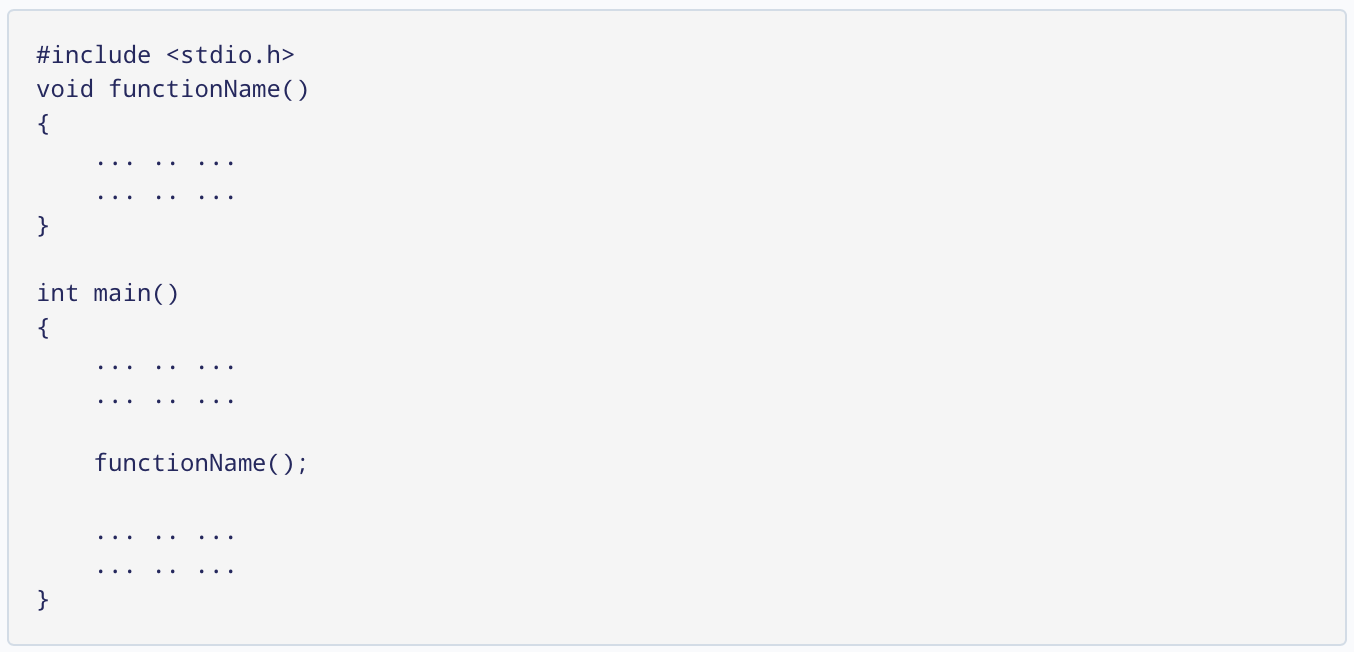 #include <stdio.h>
void functionName()
{
    ... .. ...
    ... .. ...
}

int main()
{
    ... .. ...
    ... .. ...

    functionName();

    ... .. ...
    ... .. ...
}